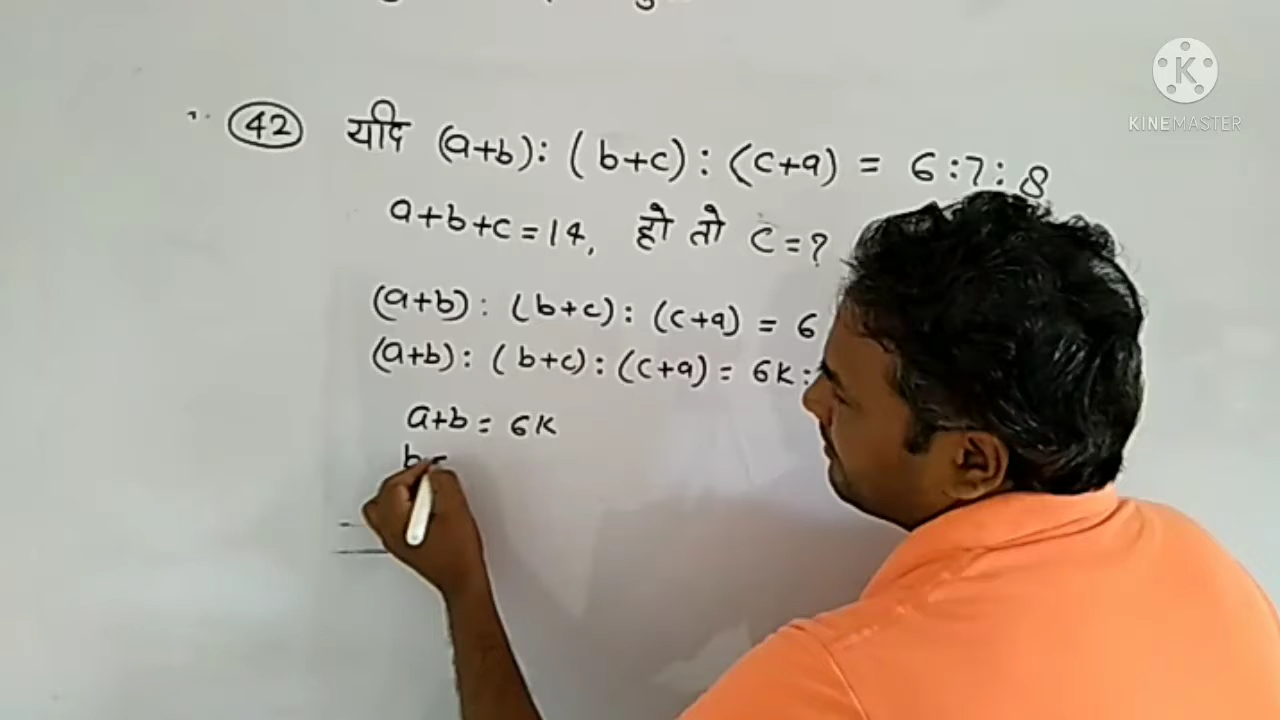 KINEMASTER
42 यदि (a+b): (b+c) : (c+a) = 6:7:8
a+b+c=14, हो तो c=?
(a+b): (b+c): (c+a) = 6
(a+b): (b+c): (c+a) = 6K:
a+b = 6K
b